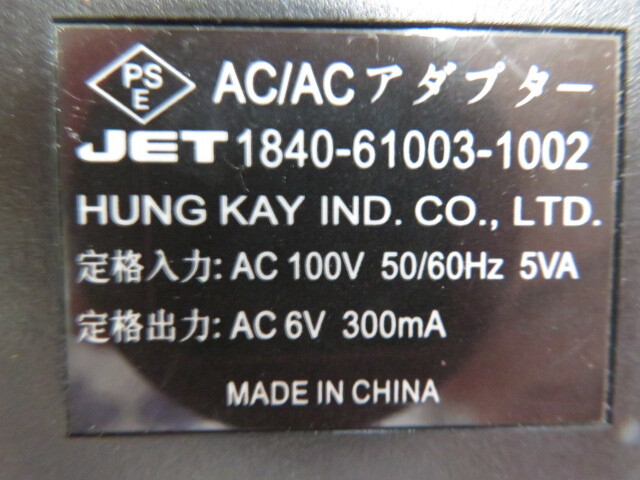 PSE AC/ACアダプター
JET 1840-61003-1002
HUNG KAY IND. CO., LTD.
定格入力: AC 100V 50/60Hz 5VA
定格出力: AC 6V 300mA
MADE IN CHINA